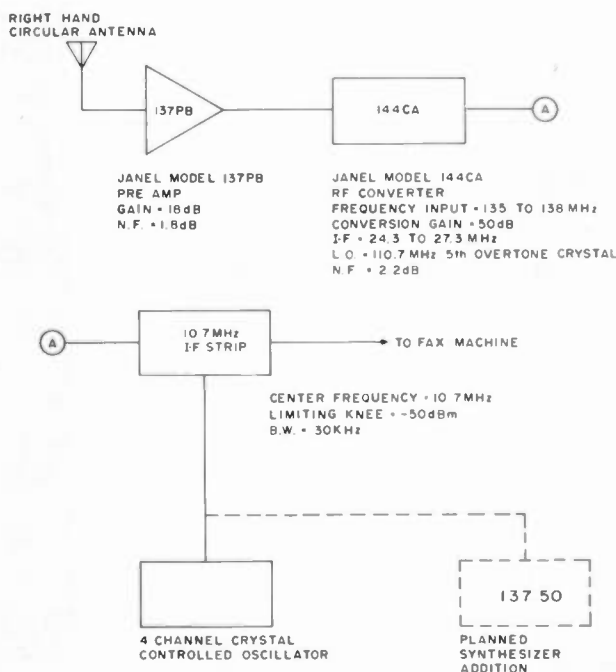 RIGHT HAND
CIRCULAR ANTENNA
137PB
144CA
A
JANEL MODEL 137PB
PRE AMP
GAIN = 18dB
N.F. = 1.8dB
JANEL MODEL 144CA
RF CONVERTER
FREQUENCY INPUT = 135 TO 138 MHz
CONVERSION GAIN = 50dB
I-F = 24.3 TO 27.3 MHz
L.O. = 110.7 MHz 5th OVERTONE CRYSTAL
N.F = 2.2dB
A
10.7MHz
I-F STRIP
TO FAX MACHINE
CENTER FREQUENCY = 10.7MHz
LIMITING KNEE = -50dBm
B.W. = 30KHz
4 CHANNEL CRYSTAL
CONTROLLED OSCILLATOR
137 50
PLANNED
SYNTHESIZER
ADDITION